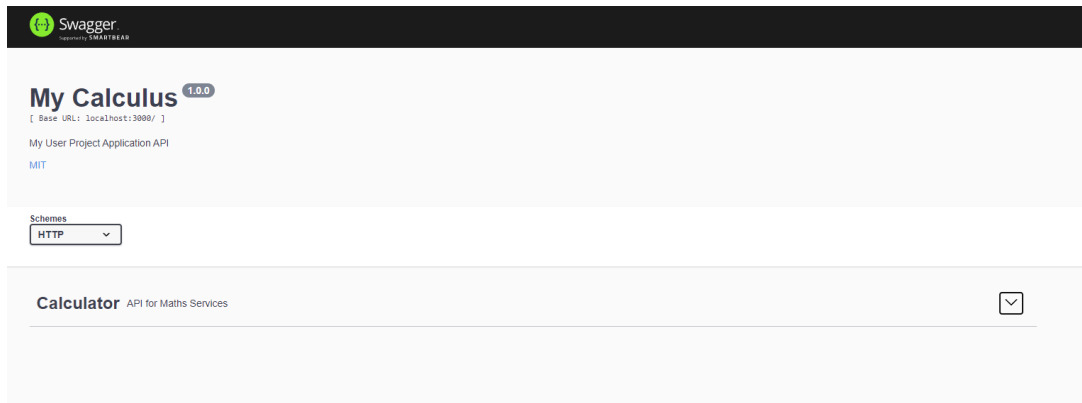 {···} Swagger.
Supported by SMARTBEAR
My Calculus 1.0.0
[ Base URL: localhost:3000/ ]
My User Project Application API
MIT
Schemes
HTTP
Calculator API for Maths Services